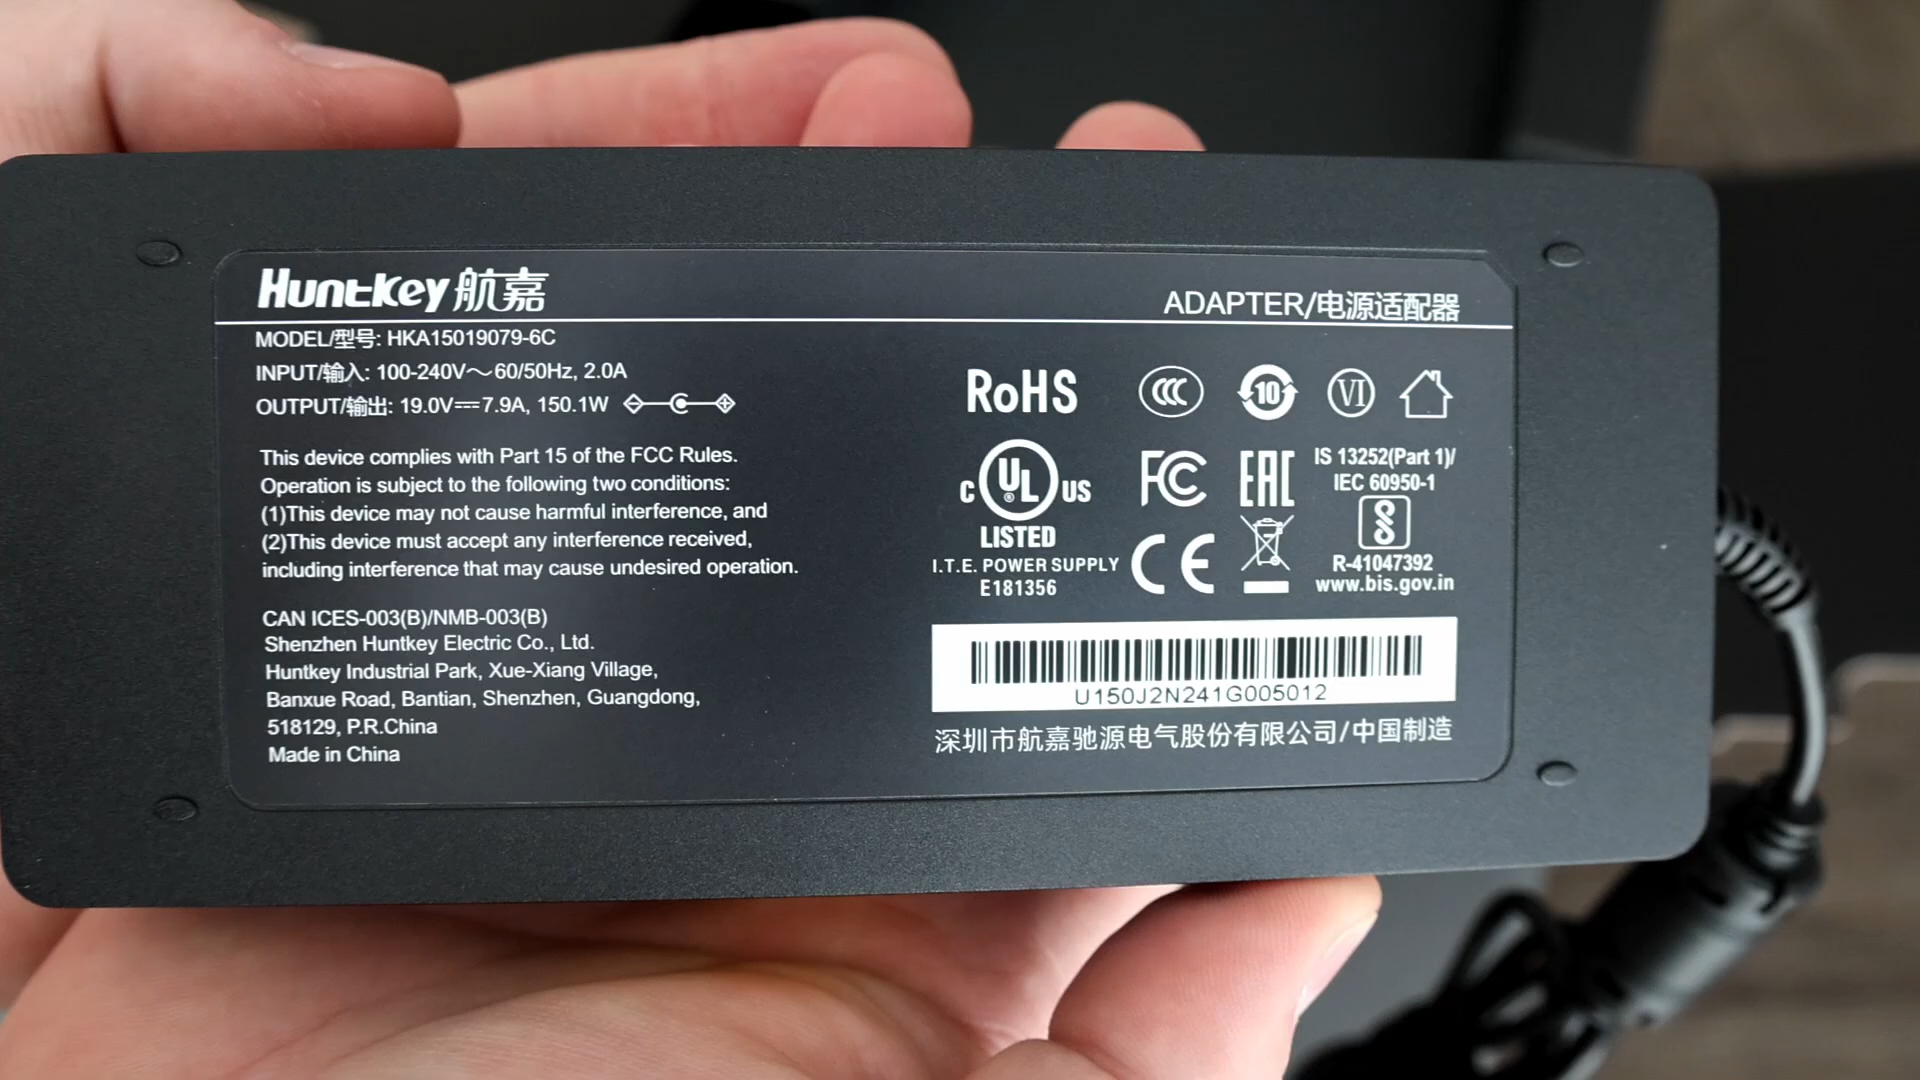 Huntkey航嘉
ADAPTER/电源适配器
MODEL/型号: HKA15019079-6C
INPUT/输入: 100-240V～60/50Hz, 2.0A
OUTPUT/输出: 19.0V⎓7.9A, 150.1W
This device complies with Part 15 of the FCC Rules.
Operation is subject to the following two conditions:
(1)This device may not cause harmful interference, and
(2)This device must accept any interference received,
including interference that may cause undesired operation.
CAN ICES-003(B)/NMB-003(B)
Shenzhen Huntkey Electric Co., Ltd.
Huntkey Industrial Park, Xue-Xiang Village,
Banxue Road, Bantian, Shenzhen, Guangdong,
518129, P.R.China
Made in China
RoHS
CCC
10
VI
C UL ® US
LISTED
I.T.E. POWER SUPPLY
E181356
FC
EAC
CE
IS 13252(Part 1)/
IEC 60950-1
R-41047392
www.bis.gov.in
U150J2N241G005012
深圳市航嘉驰源电气股份有限公司/中国制造